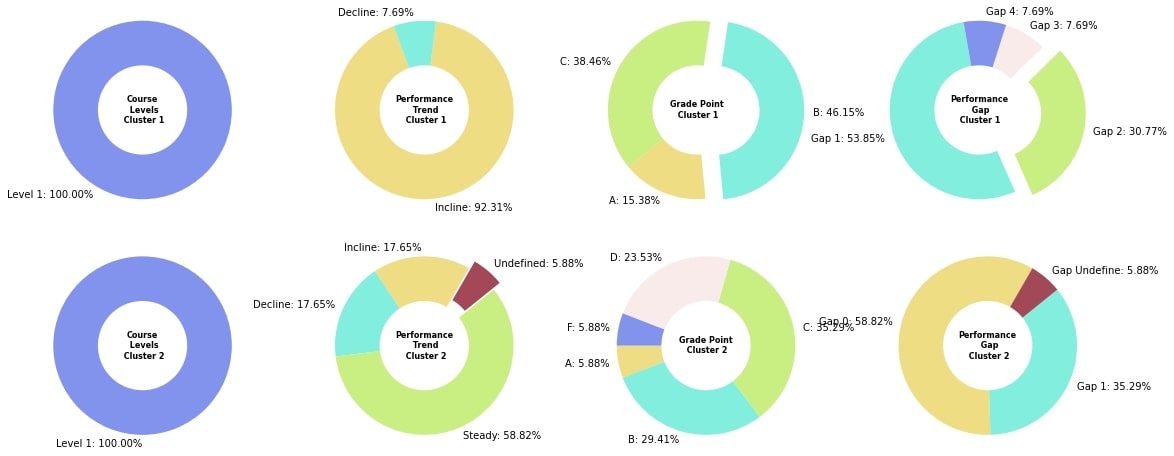 Course
Levels
Cluster 1
Level 1: 100.00%
Decline: 7.69%
Performance
Trend
Cluster 1
Incline: 92.31%
C: 38.46%
Grade Point
Cluster 1
B: 46.15%
A: 15.38%
Gap 4: 7.69%
Gap 3: 7.69%
Performance
Gap
Cluster 1
Gap 2: 30.77%
Gap 1: 53.85%
Course
Levels
Cluster 2
Level 1: 100.00%
Incline: 17.65%
Undefined: 5.88%
Decline: 17.65%
Performance
Trend
Cluster 2
Steady: 58.82%
D: 23.53%
F: 5.88%
A: 5.88%
Grade Point
Cluster 2
C: 35.29%
B: 29.41%
Gap 0: 58.82%
Gap Undefine: 5.88%
Performance
Gap
Cluster 2
Gap 1: 35.29%